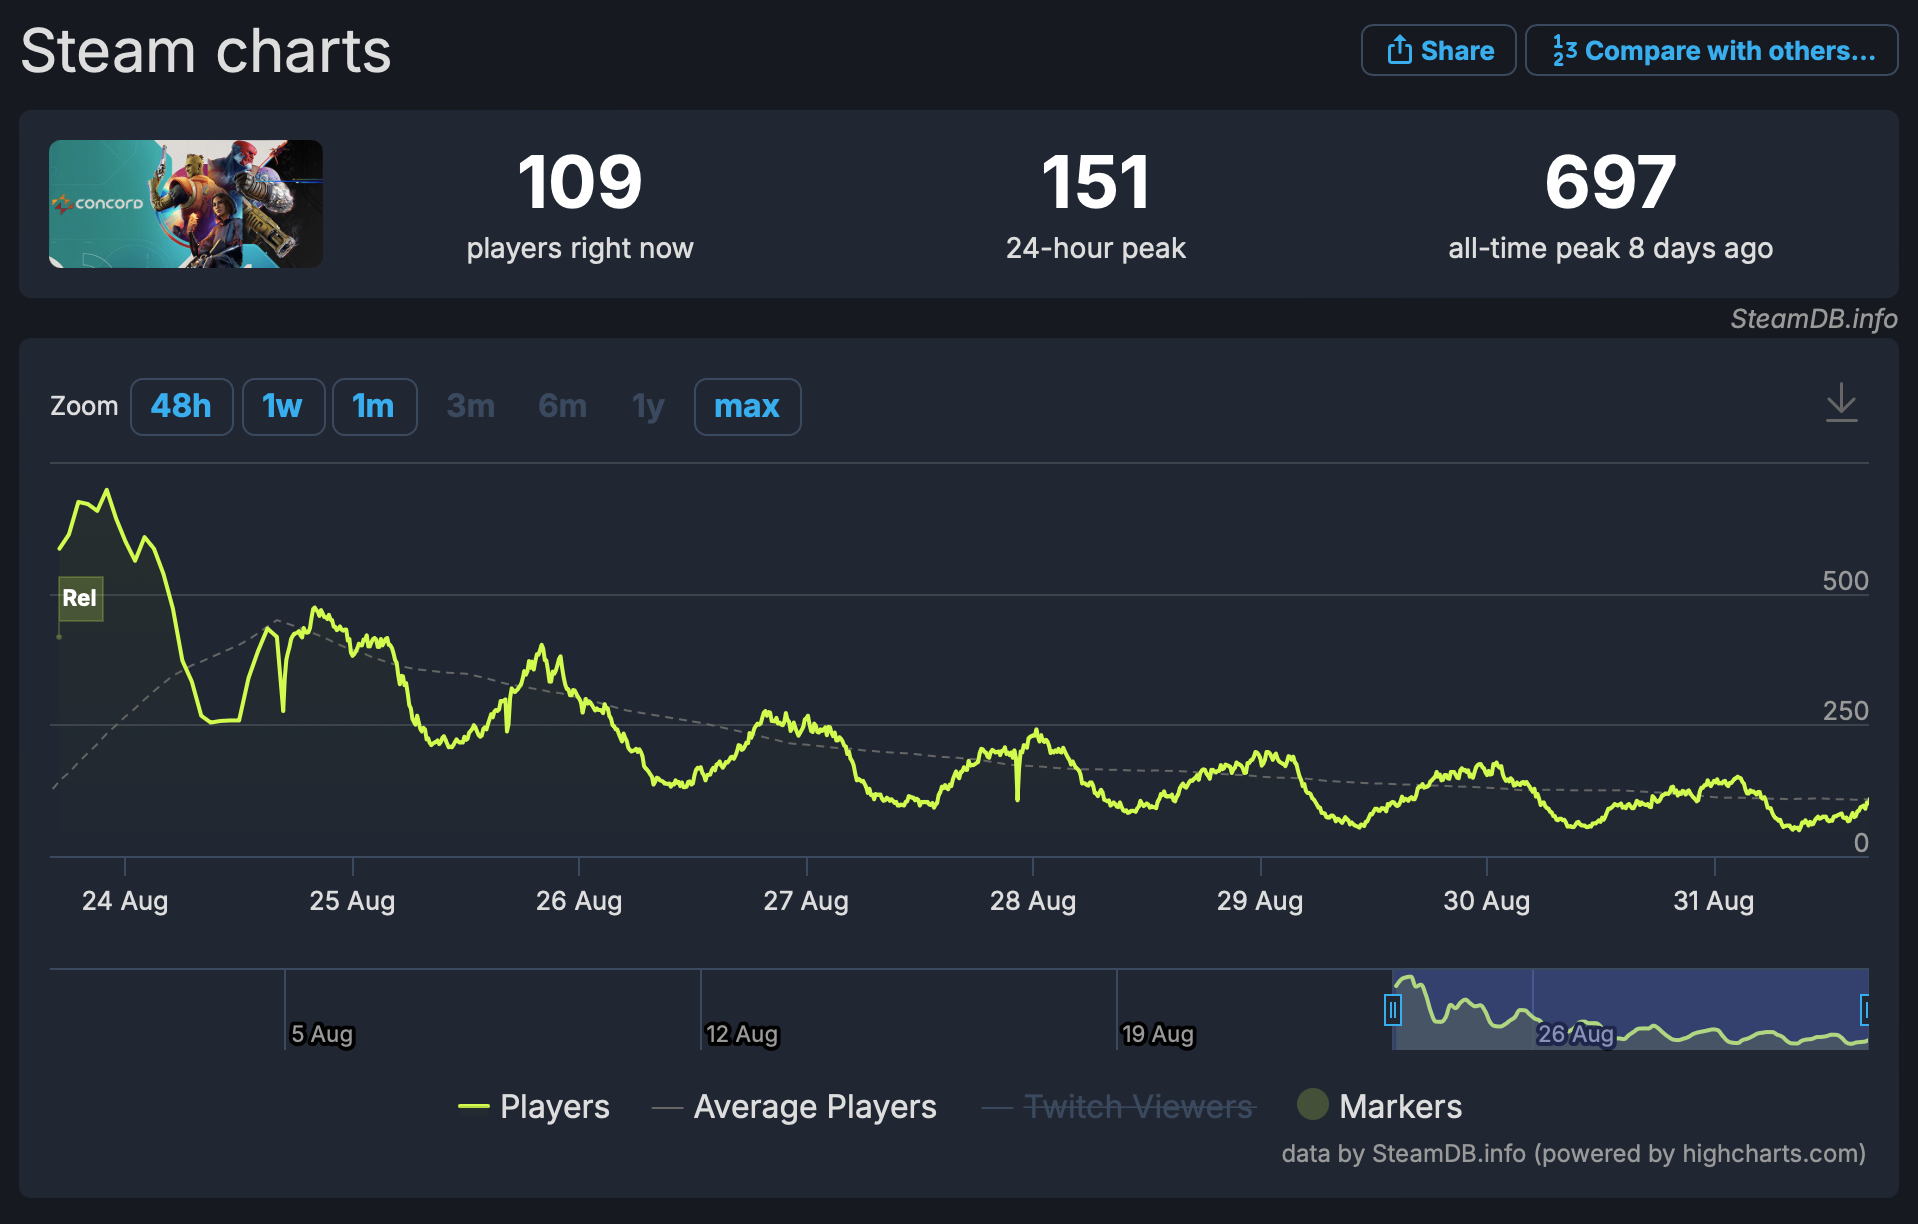 Steam charts
Share
123 Compare with others...
CONCORD
109
players right now
151
24-hour peak
697
all-time peak 8 days ago
SteamDB.info
Zoom 48h 1w 1m 3m 6m 1y max
Rel
500
250
0
24 Aug 25 Aug 26 Aug 27 Aug 28 Aug 29 Aug 30 Aug 31 Aug
5 Aug 12 Aug 19 Aug 26 Aug
Players Average Players Twitch Viewers Markers
data by SteamDB.info (powered by highcharts.com)